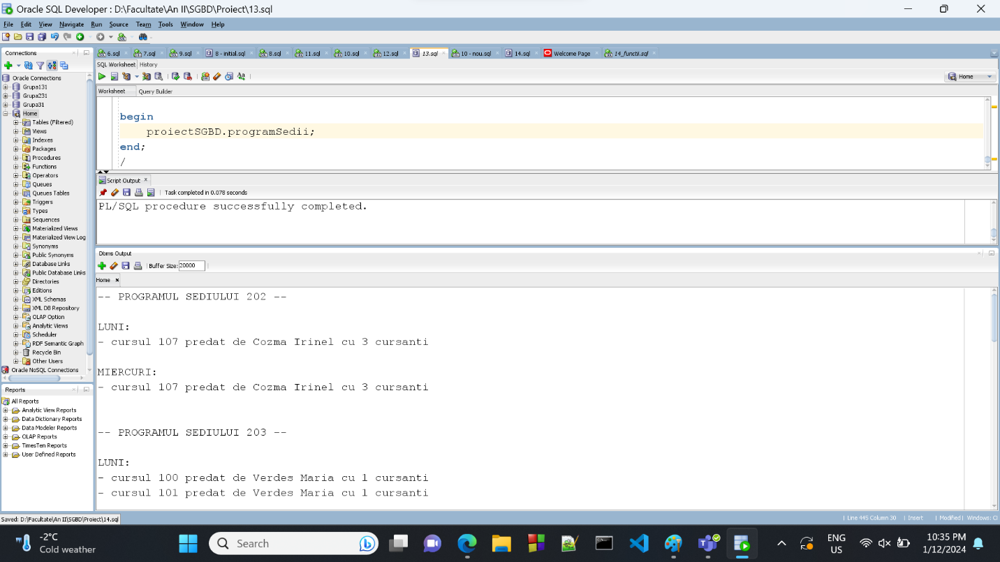 Oracle SQL Developer : D:\Facultate\An II\SGBD\Proiect\13.sql
File Edit View Navigate Run Source Team Tools Window Help
Connections
Oracle Connections
Grupa131
Grupa231
Grupa31
Home
Tables (Filtered)
Views
Indexes
Packages
Procedures
Functions
Operators
Queues
Queues Tables
Triggers
Types
Sequences
Materialized Views
Materialized View Log
Synonyms
Public Synonyms
Database Links
Public Database Links
Directories
Editions
XML Schemas
XML DB Repository
OLAP Option
Analytic Views
Scheduler
RDF Semantic Graph
Recycle Bin
Other Users
Oracle NoSQL Connections
Reports
All Reports
Analytic View Reports
Data Dictionary Reports
Data Modeler Reports
OLAP Reports
TimesTen Reports
User Defined Reports
6.sql 7.sql 9.sql 8 - initial.sql 8.sql 11.sql 10.sql 12.sql 13.sql 10 - nou.sql 14.sql Welcome Page 14_functii.sql
SQL Worksheet History
Home
Worksheet Query Builder
begin
proiectSGBD.programSedii;
end;
/
Script Output
Task completed in 0.078 seconds
PL/SQL procedure successfully completed.
Dbms Output
Buffer Size: 20000
Home
-- PROGRAMUL SEDIULUI 202 --
LUNI:
- cursul 107 predat de Cozma Irinel cu 3 cursanti
MIERCURI:
- cursul 107 predat de Cozma Irinel cu 3 cursanti
-- PROGRAMUL SEDIULUI 203 --
LUNI:
- cursul 100 predat de Verdes Maria cu 1 cursanti
- cursul 101 predat de Verdes Maria cu 1 cursanti
Saved: D:\Facultate\An II\SGBD\Proiect\14.sql
Line 445 Column 30 Insert Modified Windows: Cl
-2°C
Cold weather
Search
ENG
US
10:35 PM
1/12/2024